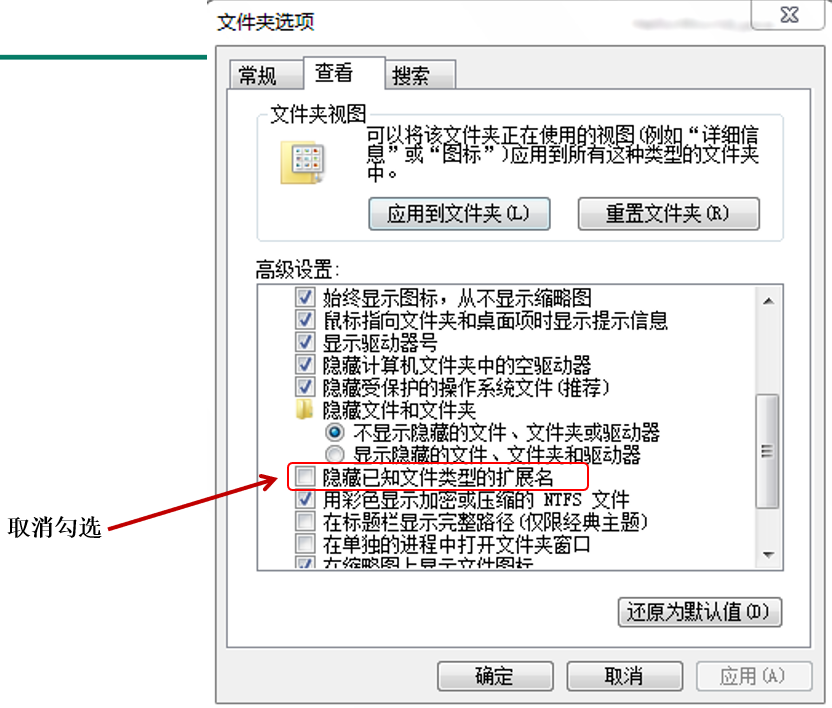 文件夹选项
常规
查看
搜索
文件夹视图
可以将该文件夹正在使用的视图(例如“详细信
息”或“图标”)应用到所有这种类型的文件夹
中。
应用到文件夹(L)
重置文件夹(R)
高级设置:
始终显示图标，从不显示缩略图
鼠标指向文件夹和桌面项时显示提示信息
显示驱动器号
隐藏计算机文件夹中的空驱动器
隐藏受保护的操作系统文件(推荐)
隐藏文件和文件夹
不显示隐藏的文件、文件夹或驱动器
显示隐藏的文件、文件夹和驱动器
隐藏已知文件类型的扩展名
用彩色显示加密或压缩的 NTFS 文件
在标题栏显示完整路径(仅限经典主题)
在单独的进程中打开文件夹窗口
在缩略图上显示文件图标
取消勾选
还原为默认值(D)
确定
取消
应用(A)